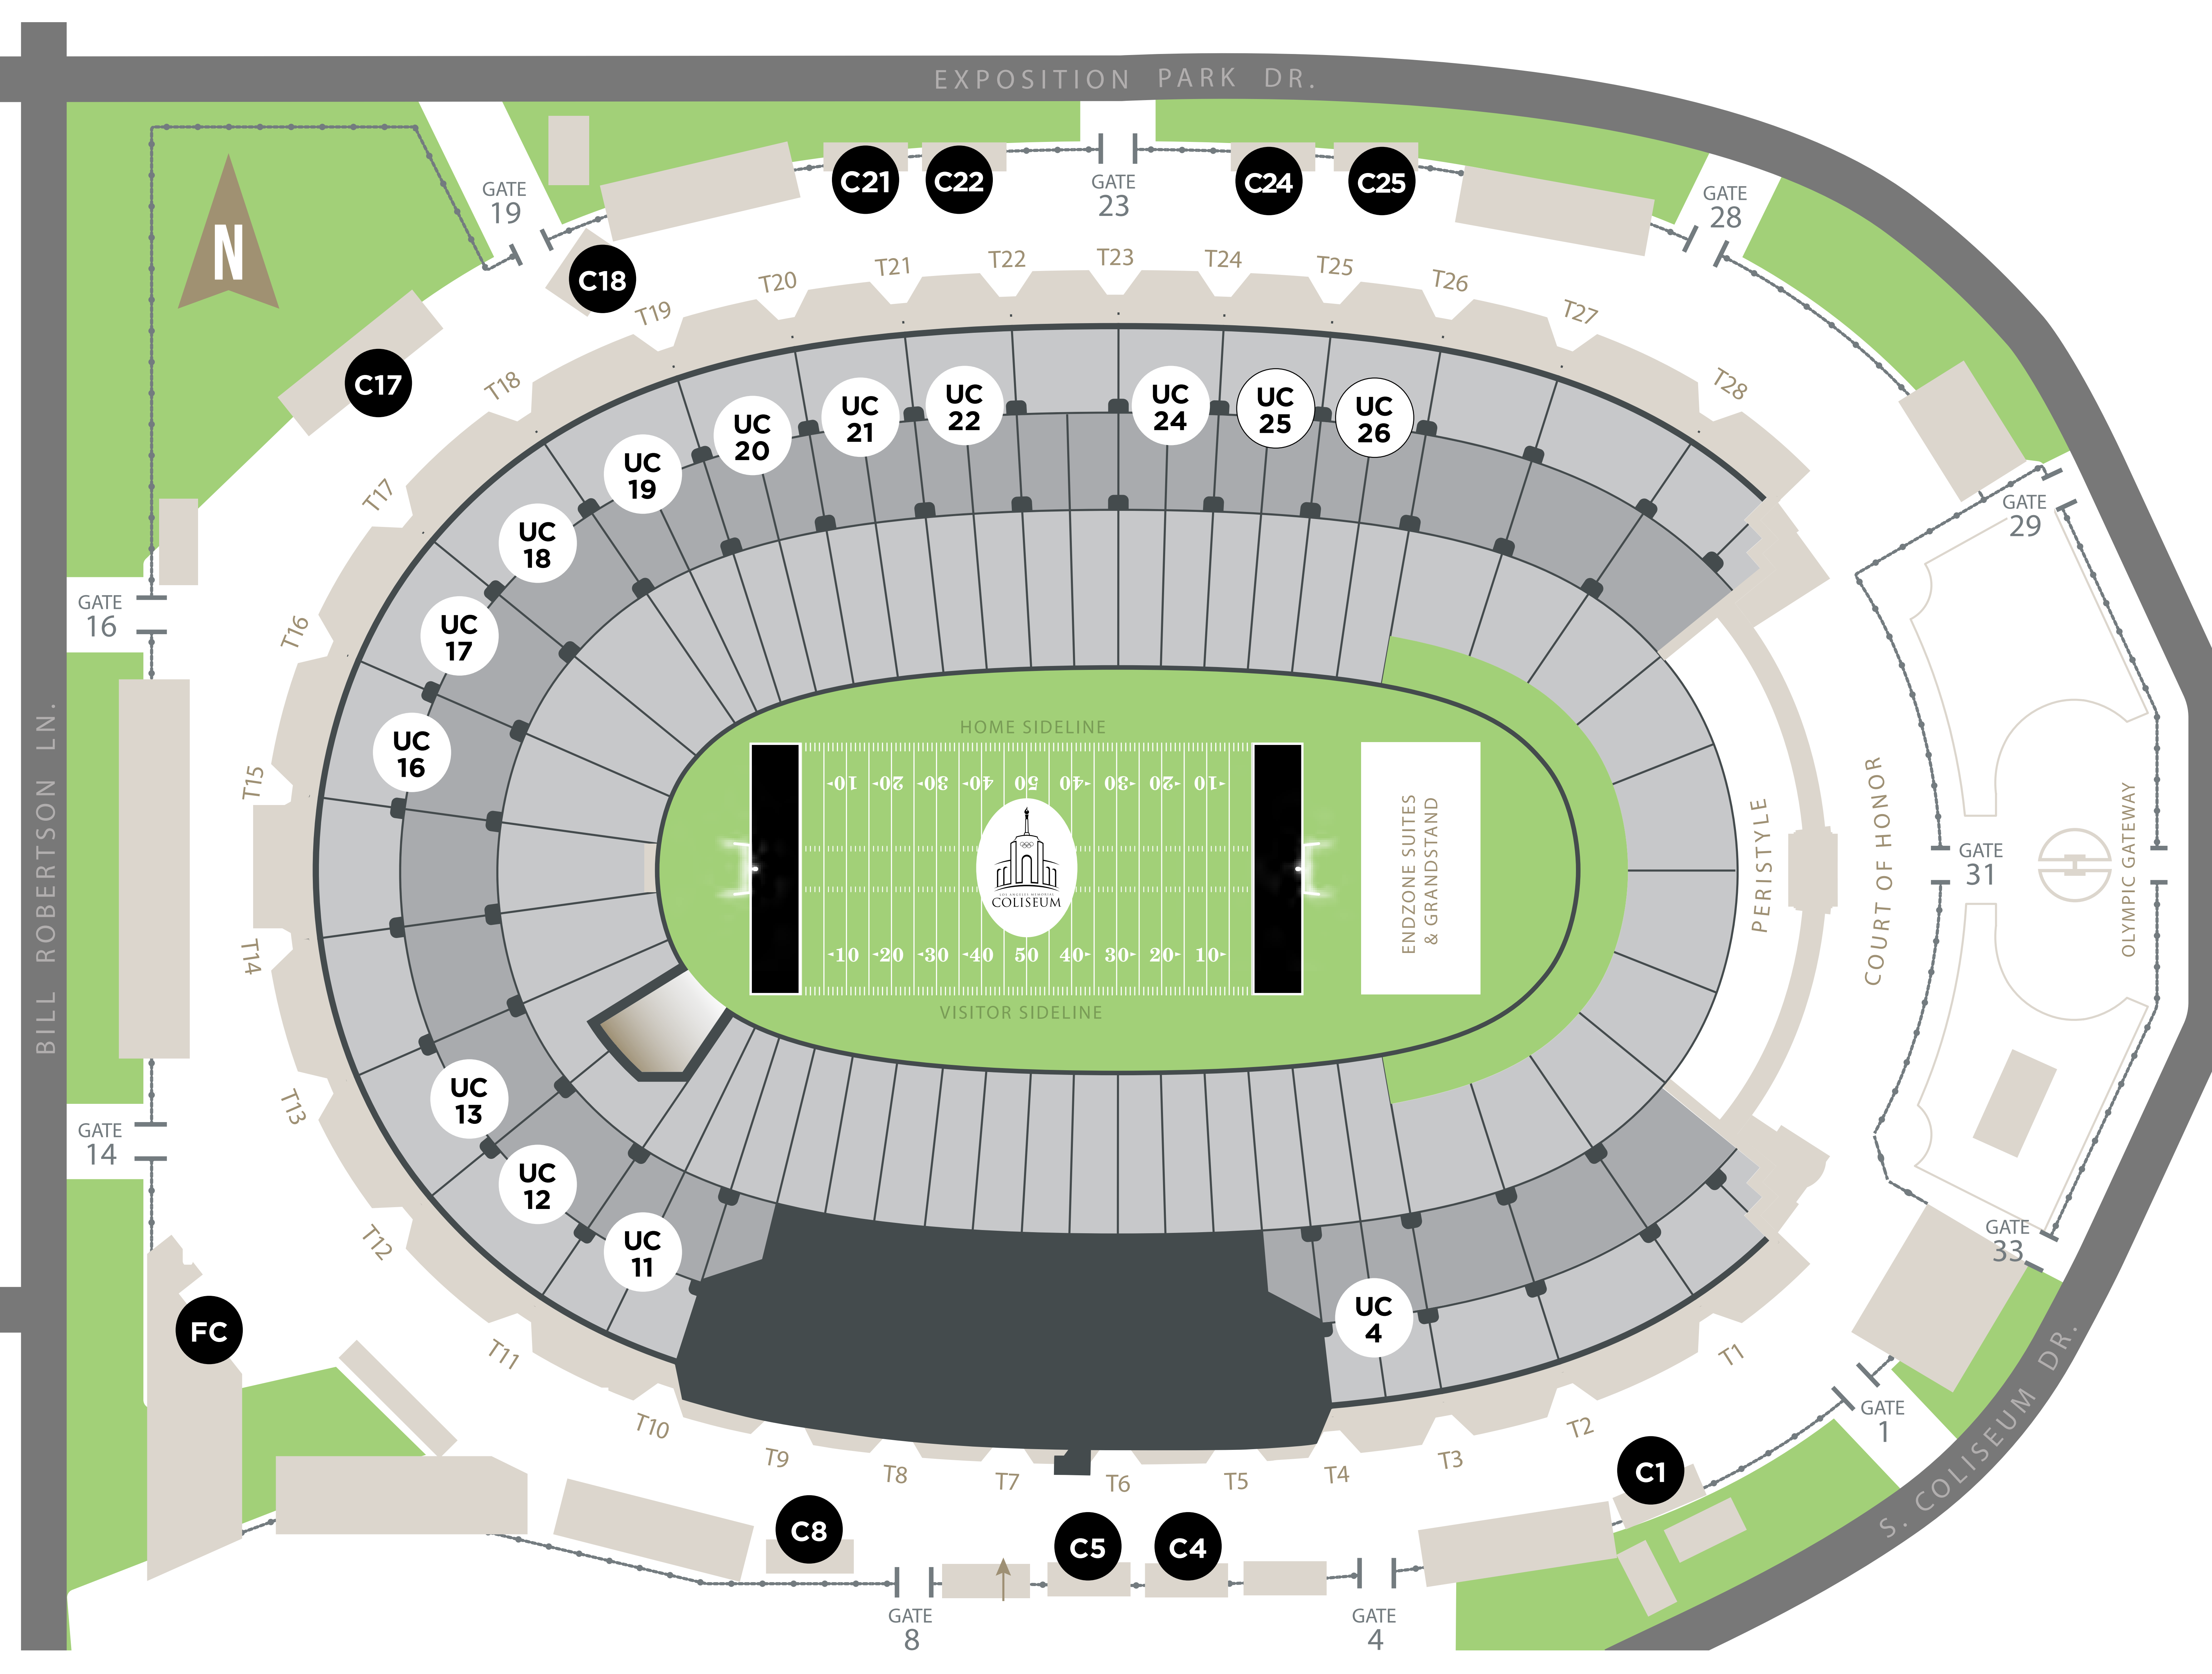 EXPOSITION PARK DR.
GATE
19
C21
C22
GATE
23
C24
C25
GATE
28
N
C18
C17
T18
T19
T20
T21
T22
T23
T24
T25
T26
T27
T28
T17
T16
T15
T14
T13
T12
T11
T10
T9
T8
T7
T6
T5
T4
T3
T2
T1
UC
16
UC
17
UC
18
UC
19
UC
20
UC
21
UC
22
UC
24
UC
25
UC
26
UC
13
UC
12
UC
11
UC
4
GATE
29
GATE
16
BILL ROBERTSON LN.
GATE
14
HOME SIDELINE
10 20 30 40 50 40 30 20 10
THE LOS ANGELES MEMORIAL
COLISEUM
10 20 30 40 50 40 30 20 10
VISITOR SIDELINE
ENDZONE SUITES
& GRANDSTAND
PERISTYLE
COURT OF HONOR
GATE
31
OLYMPIC GATEWAY
GATE
33
GATE
1
S. COLISEUM DR.
FC
C8
C5
C4
C1
GATE
8
GATE
4